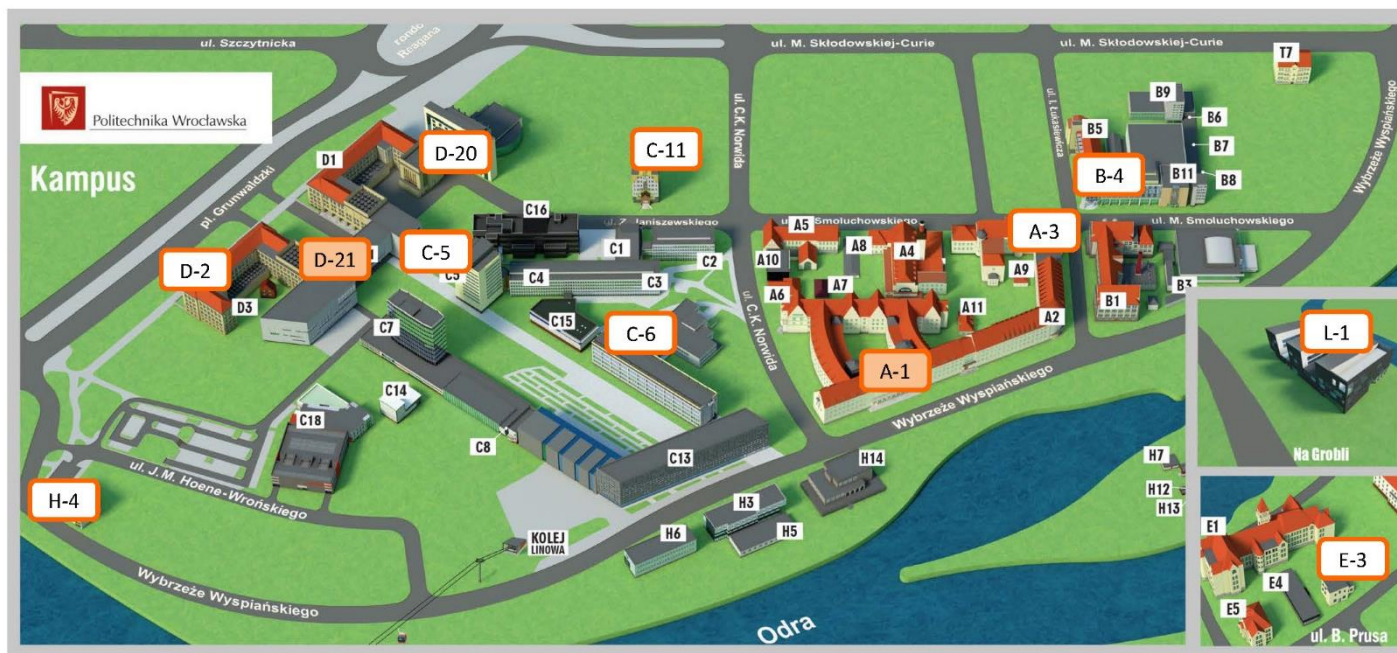 ul. Szczytnicka
rondo
Reagana
ul. M. Skłodowskiej-Curie
ul. M. Skłodowskiej-Curie
T7
Politechnika Wrocławska
Kampus
pl. Grunwaldzki
ul. C.K. Norwida
ul. I. Łukasiewicza
Wybrzeże Wyspiańskiego
B9
B6
B5
B7
B-4
B11
B8
D1
D-20
C-11
C16
Janiszewskiego
Smoluchowskiego
ul. M. Smoluchowskiego
A5
A8
A4
A-3
A10
A9
D-2
D-21
C-5
C5
C1
C2
C4
C3
A6
A7
A11
A2
B1
B3
D3
C7
C15
C-6
ul. C.K. Norwida
A-1
Wybrzeże Wyspiańskiego
L-1
Na Grobli
C14
C18
C8
C13
ul. J.M. Hoene-Wrońskiego
H-4
H14
H7
H12
H13
H3
H5
H6
KOLEJ
LINOWA
Wybrzeże Wyspiańskiego
Odra
E1
E-3
E4
E5
ul. B. Prusa